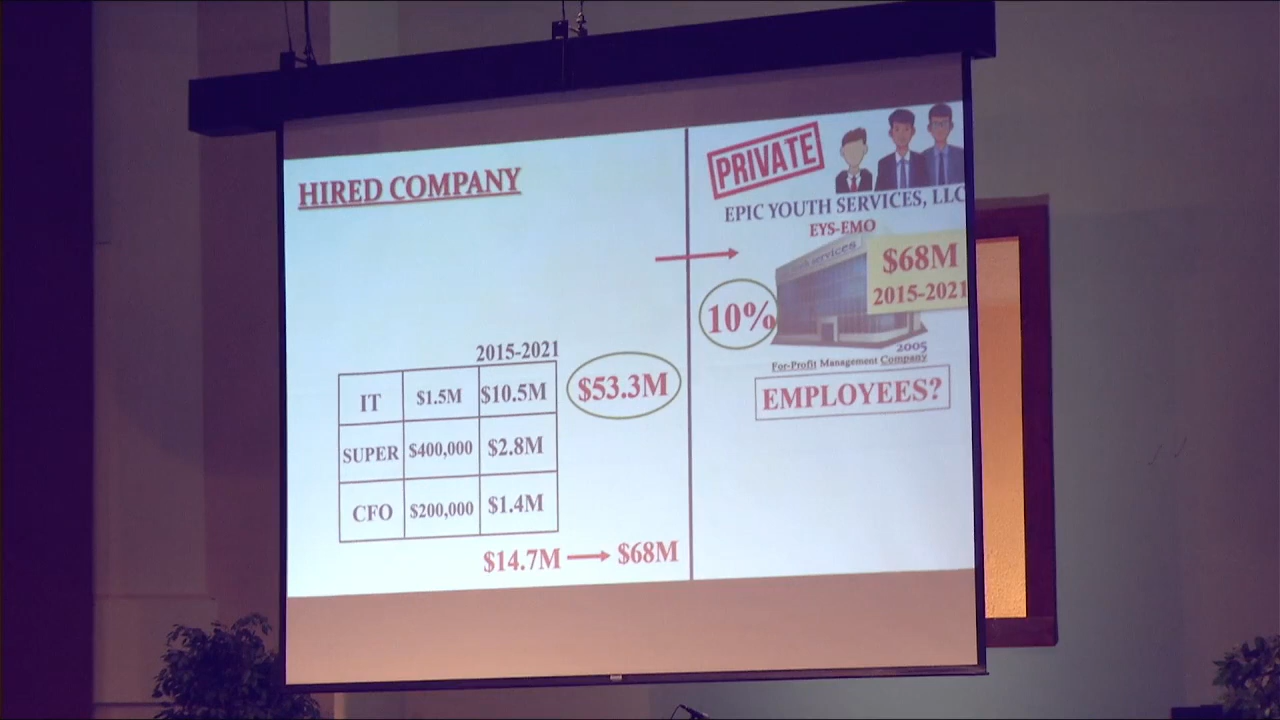 HIRED COMPANY
2015-2021
IT $1.5M $10.5M
SUPER $400,000 $2.8M
CFO $200,000 $1.4M
$53.3M
$14.7M $68M
PRIVATE
EPIC YOUTH SERVICES, LLC
EYS-EMO
services
$68M
2015-2021
10%
2005
For-Profit Management Company
EMPLOYEES?